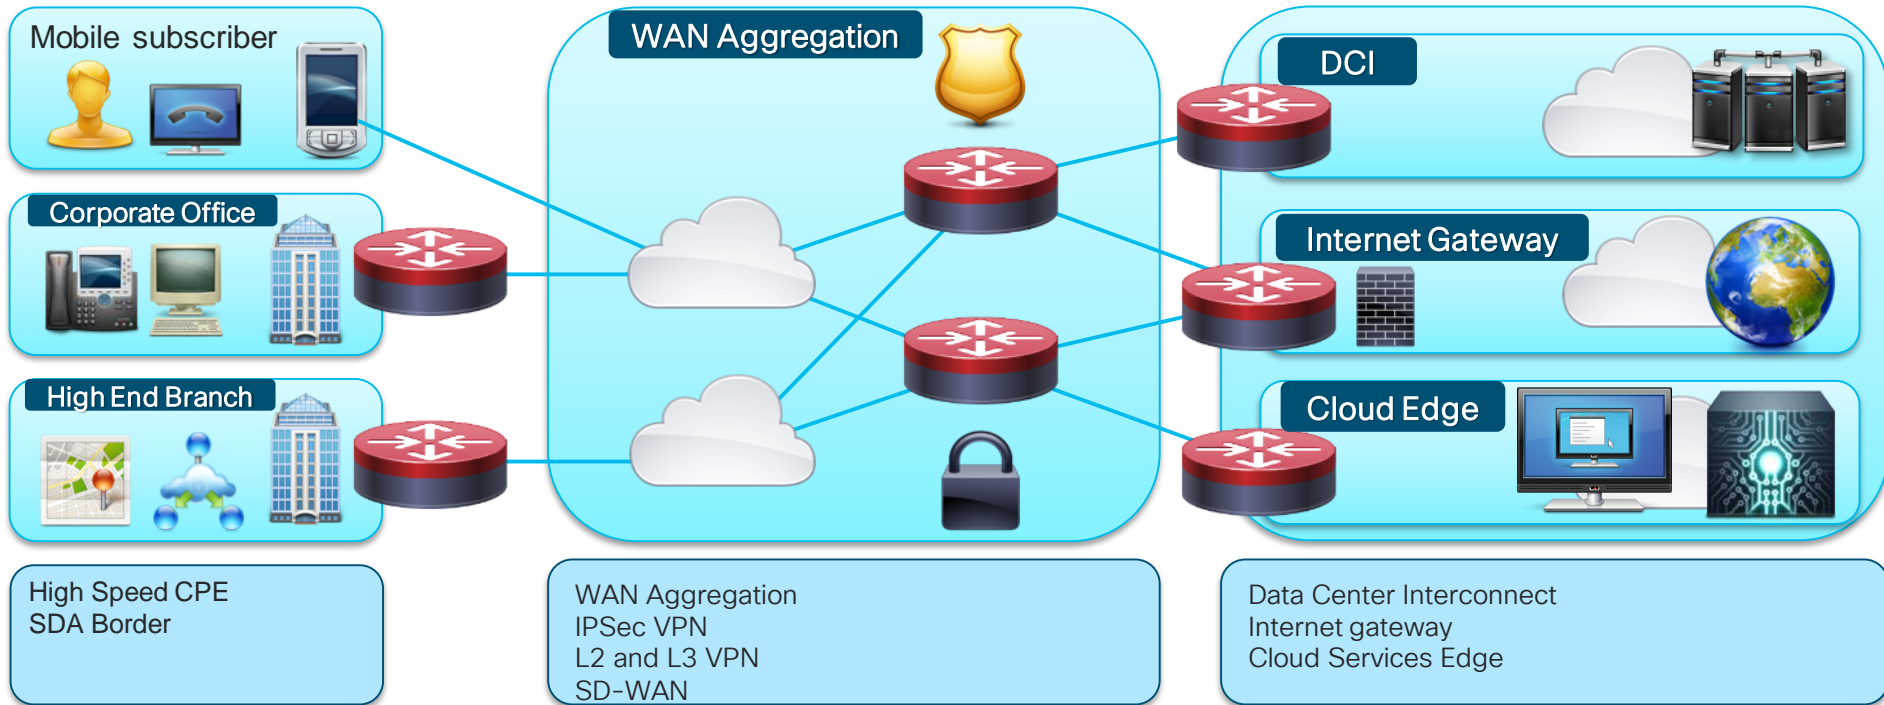 Mobile subscriber
Corporate Office
High End Branch
High Speed CPE
SDA Border
WAN Aggregation
WAN Aggregation
IPSec VPN
L2 and L3 VPN
SD-WAN
DCI
Internet Gateway
Cloud Edge
Data Center Interconnect
Internet gateway
Cloud Services Edge